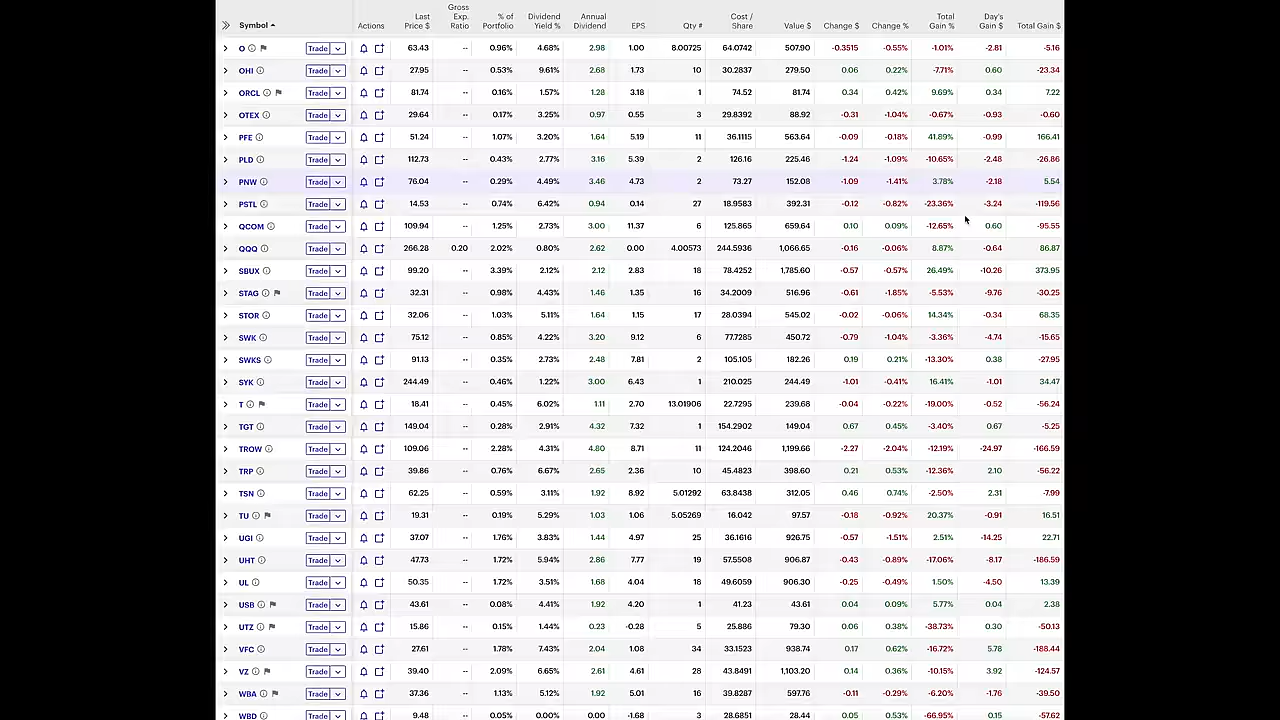 Symbol Actions Last Price $ Gross Exp. Ratio % of Portfolio Dividend Yield % Annual Dividend EPS Qty # Cost / Share Value $ Change $ Change % Total Gain % Day's Gain $ Total Gain $
O Trade 63.43 -- 0.96% 4.68% 2.98 1.00 8.00725 64.0742 507.90 -0.3515 -0.55% -1.01% -2.81 -5.16
OHI Trade 27.95 -- 0.53% 9.61% 2.68 1.73 10 30.2837 279.50 0.06 0.22% -7.71% 0.60 -23.34
ORCL Trade 81.74 -- 0.16% 1.57% 1.28 3.18 1 74.52 81.74 0.34 0.42% 9.69% 0.34 7.22
OTEX Trade 29.64 -- 0.17% 3.25% 0.97 0.55 3 29.8392 88.92 -0.31 -1.04% -0.67% -0.93 -0.60
PFE Trade 51.24 -- 1.07% 3.20% 1.64 5.19 11 36.1115 563.64 -0.09 -0.18% 41.89% -0.99 166.41
PLD Trade 112.73 -- 0.43% 2.77% 3.16 5.39 2 126.16 225.46 -1.24 -1.09% -10.65% -2.48 -26.86
PNW Trade 76.04 -- 0.29% 4.49% 3.46 4.73 2 73.27 152.08 -1.09 -1.41% 3.78% -2.18 5.54
PSTL Trade 14.53 -- 0.74% 6.42% 0.94 0.14 27 18.9583 392.31 -0.12 -0.82% -23.36% -3.24 -119.56
QCOM Trade 109.94 -- 1.25% 2.73% 3.00 11.37 6 125.865 659.64 0.10 0.09% -12.65% 0.60 -95.55
QQQ Trade 266.28 0.20 2.02% 0.80% 2.62 0.00 4.00573 244.5936 1,066.65 -0.16 -0.06% 8.87% -0.64 86.87
SBUX Trade 99.20 -- 3.39% 2.12% 2.12 2.83 18 78.4252 1,785.60 -0.57 -0.57% 26.49% -10.26 373.95
STAG Trade 32.31 -- 0.98% 4.43% 1.46 1.35 16 34.2009 516.96 -0.61 -1.85% -5.53% -9.76 -30.25
STOR Trade 32.06 -- 1.03% 5.11% 1.64 1.15 17 28.0394 545.02 -0.02 -0.06% 14.34% -0.34 68.35
SWK Trade 75.12 -- 0.85% 4.22% 3.20 9.12 6 77.7285 450.72 -0.79 -1.04% -3.36% -4.74 -15.65
SWKS Trade 91.13 -- 0.35% 2.73% 2.48 7.81 2 105.105 182.26 0.19 0.21% -13.30% 0.38 -27.95
SYK Trade 244.49 -- 0.46% 1.22% 3.00 6.43 1 210.025 244.49 -1.01 -0.41% 16.41% -1.01 34.47
T Trade 18.41 -- 0.45% 6.02% 1.11 2.70 13.01906 22.7295 239.68 -0.04 -0.22% -19.00% -0.52 -56.24
TGT Trade 149.04 -- 0.28% 2.91% 4.32 7.32 1 154.2902 149.04 0.67 0.45% -3.40% 0.67 -5.25
TROW Trade 109.06 -- 2.28% 4.31% 4.80 8.71 11 124.2046 1,199.66 -2.27 -2.04% -12.19% -24.97 -166.59
TRP Trade 39.86 -- 0.76% 6.67% 2.65 2.36 10 45.4823 398.60 0.21 0.53% -12.36% 2.10 -56.22
TSN Trade 62.25 -- 0.59% 3.11% 1.92 8.92 5.01292 63.8438 312.05 0.46 0.74% -2.50% 2.31 -7.99
TU Trade 19.31 -- 0.19% 5.29% 1.03 1.06 5.05269 16.042 97.57 -0.18 -0.92% 20.37% -0.91 16.51
UGI Trade 37.07 -- 1.76% 3.83% 1.44 4.97 25 36.1616 926.75 -0.57 -1.51% 2.51% -14.25 22.71
UHT Trade 47.73 -- 1.72% 5.94% 2.86 7.77 19 57.5508 906.87 -0.43 -0.89% -17.06% -8.17 -186.59
UL Trade 50.35 -- 1.72% 3.51% 1.68 4.04 18 49.6059 906.30 -0.25 -0.49% 1.50% -4.50 13.39
USB Trade 43.61 -- 0.08% 4.41% 1.92 4.20 1 41.23 43.61 0.04 0.09% 5.77% 0.04 2.38
UTZ Trade 15.86 -- 0.15% 1.44% 0.23 -0.28 5 25.886 79.30 0.06 0.38% -38.73% 0.30 -50.13
VFC Trade 27.61 -- 1.78% 7.43% 2.04 1.08 34 33.1523 938.74 0.17 0.62% -16.72% 5.78 -188.44
VZ Trade 39.40 -- 2.09% 6.65% 2.61 4.61 28 43.8491 1,103.20 0.14 0.36% -10.15% 3.92 -124.57
WBA Trade 37.36 -- 1.13% 5.12% 1.92 5.01 16 39.8287 597.76 -0.11 -0.29% -6.20% -1.76 -39.50
WBD Trade 9.48 -- 0.05% 0.00% 0.00 -1.68 3 28.6851 28.44 0.05 0.53% -66.95% 0.15 -57.62